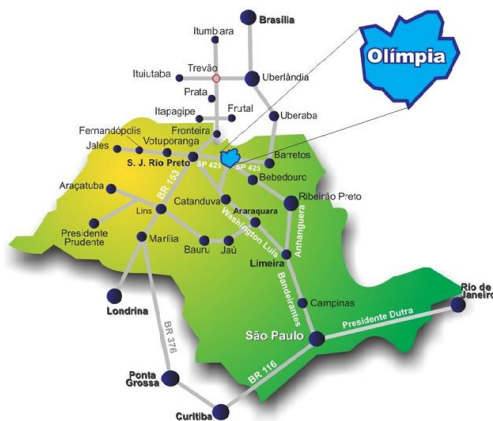 Brasília
Itumbara
Olímpia
Trevão
Ituiutaba
Uberlândia
Prata
Itapagipe
Frutal
Uberaba
Fernandópolis
Fronteira
Votuporanga
Jales
S. J. Rio Preto
SP 425
SP 425
Barretos
Bebedouro
Araçatuba
BR 153
Catanduva
Ribeirão Preto
Lins
Araraquara
Washington Luís
Anhanguera
Presidente
Prudente
Marília
Bauru
Jaú
Limeira
Bandeirantes
Rio de
Janeiro
Londrina
Campinas
Presidente Dutra
São Paulo
BR 376
Ponta
Grossa
BR 116
Curitiba